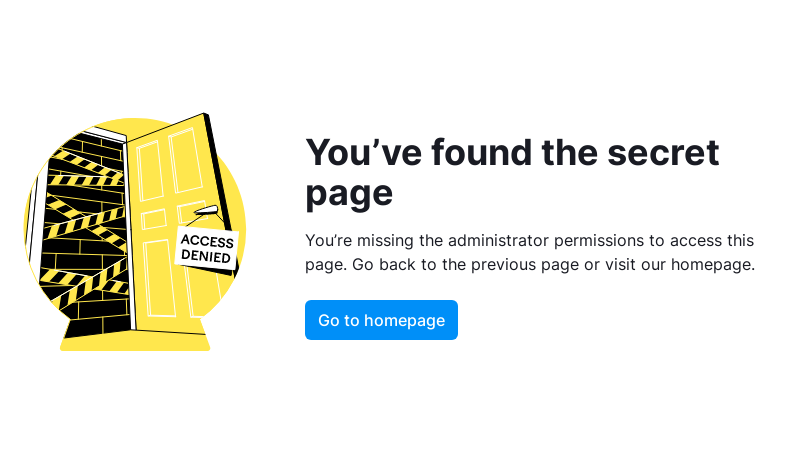 You’ve found the secret
page
You’re missing the administrator permissions to access this
page. Go back to the previous page or visit our homepage.
Go to homepage
ACCESS
DENIED